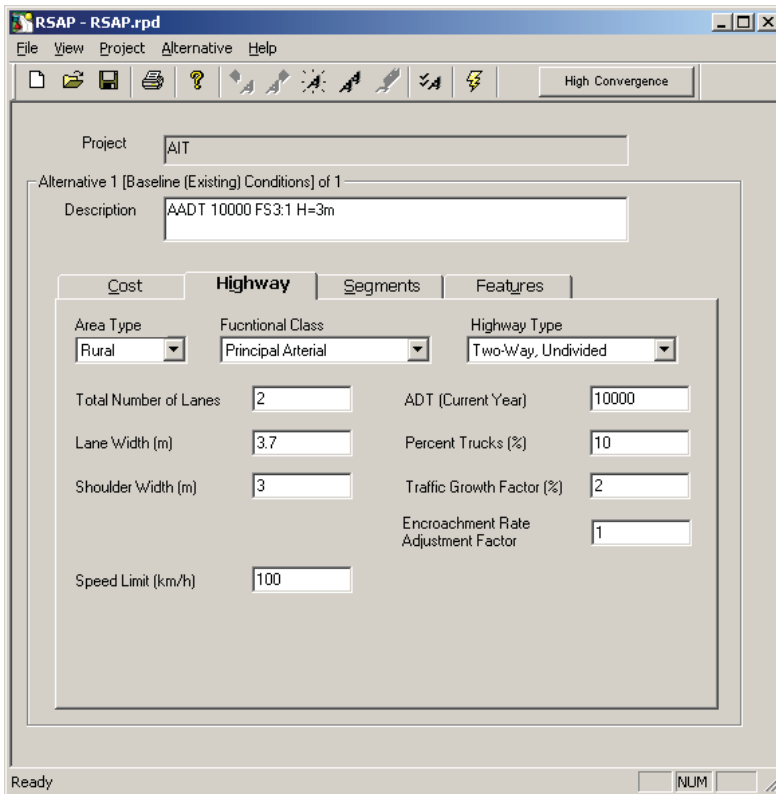 RSAP - RSAP.rpd
File View Project Alternative Help
High Convergence
Project AIT
Alternative 1 [Baseline (Existing) Conditions] of 1
Description AADT 10000 FS3:1 H=3m
Cost Highway Segments Features
Area Type Fucntional Class Highway Type
Rural Principal Arterial Two-Way, Undivided
Total Number of Lanes 2 ADT (Current Year) 10000
Lane Width (m) 3.7 Percent Trucks (%) 10
Shoulder Width (m) 3 Traffic Growth Factor (%) 2
Encroachment Rate
Adjustment Factor 1
Speed Limit (km/h) 100
Ready NUM